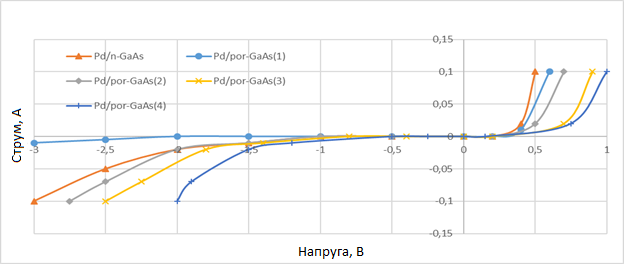 0,15
Pd/n-GaAs
Pd/por-GaAs(1)
0,1
Pd/por-GaAs(2)
Pd/por-GaAs(3)
0,05
Pd/por-GaAs(4)
0
-3 -2,5 -2 -1,5 -1 -0,5 0 0,5 1
-0,05
-0,1
-0,15
Струм, А
Напруга, В